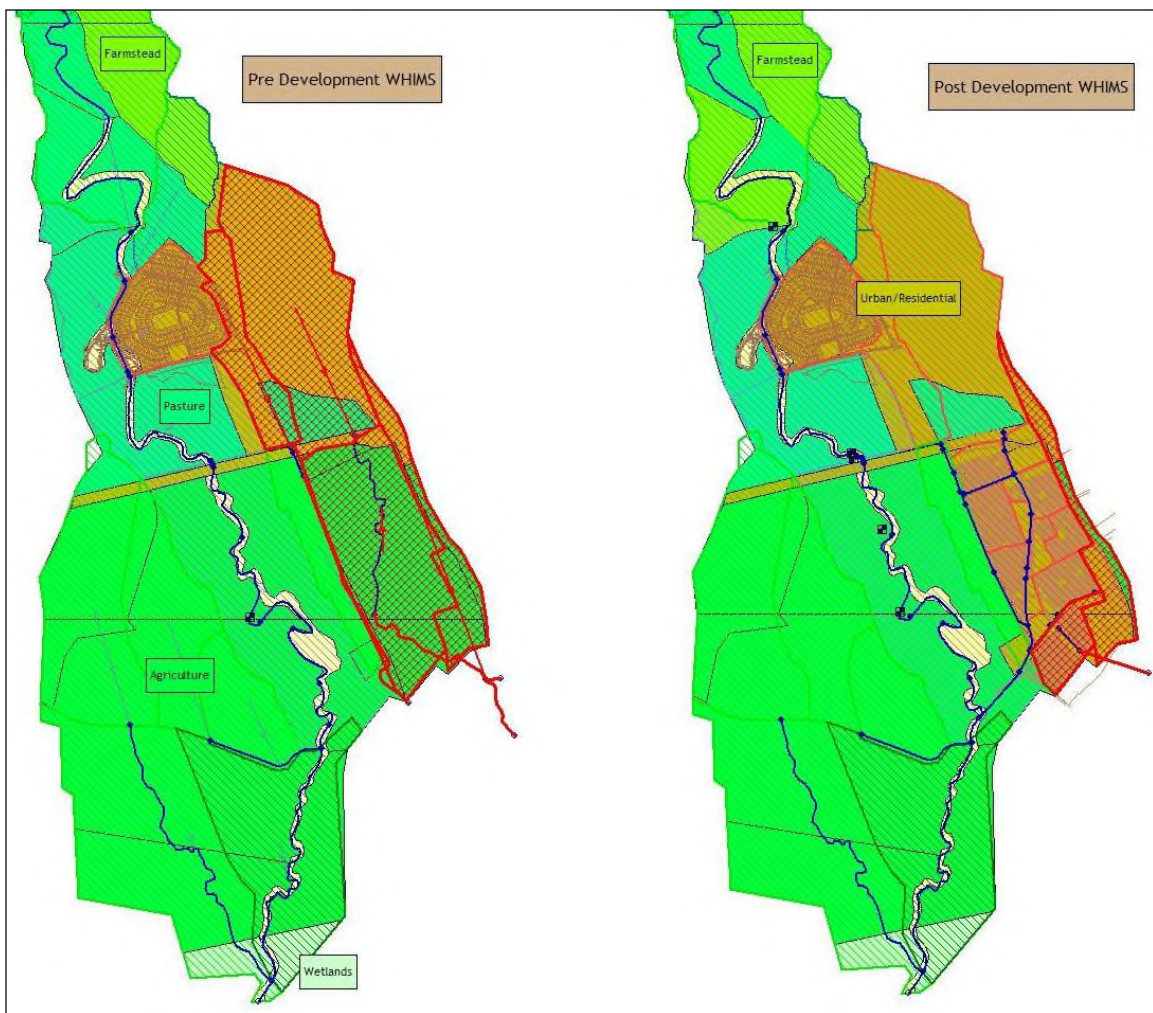 Farmstead
Pre Development WHIMS
Pasture
Agriculture
Wetlands
Farmstead
Post Development WHIMS
Urban/Residential